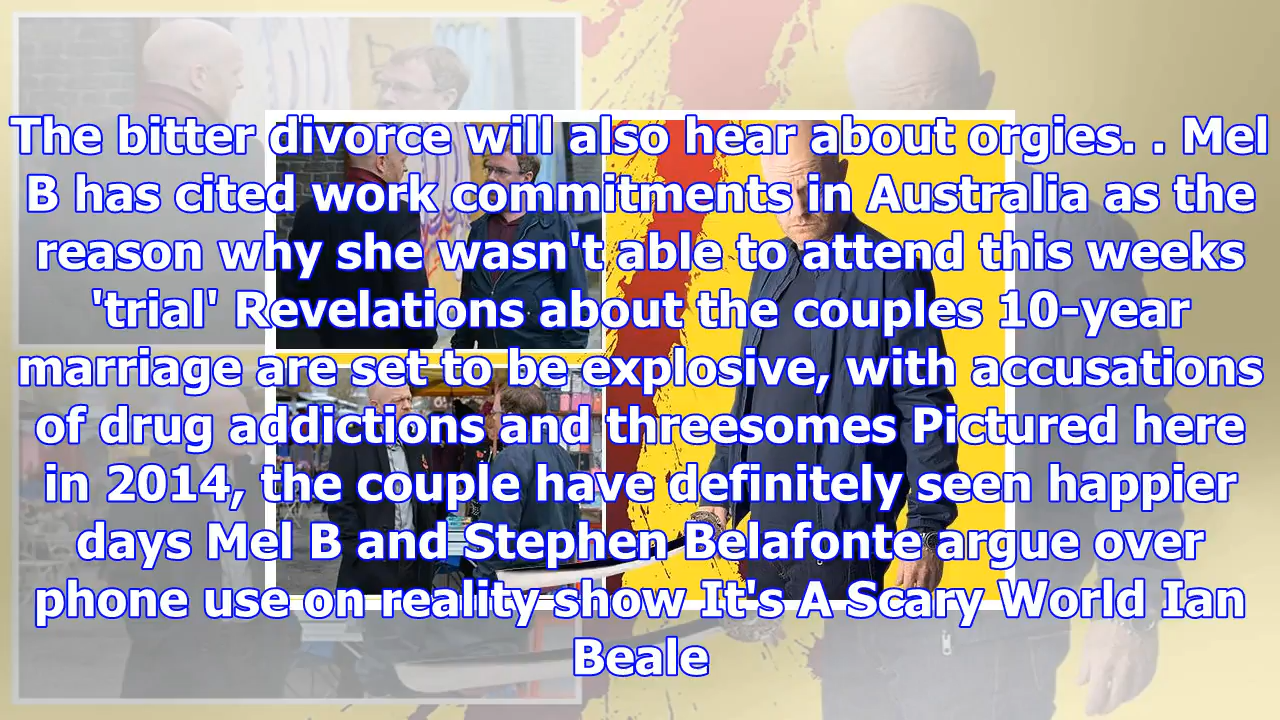 The bitter divorce will also hear about orgies. . Mel
B has cited work commitments in Australia as the
reason why she wasn't able to attend this weeks
'trial' Revelations about the couples 10-year
marriage are set to be explosive, with accusations
of drug addictions and threesomes Pictured here
in 2014, the couple have definitely seen happier
days Mel B and Stephen Belafonte argue over
phone use on reality show It's A Scary World Ian
Beale